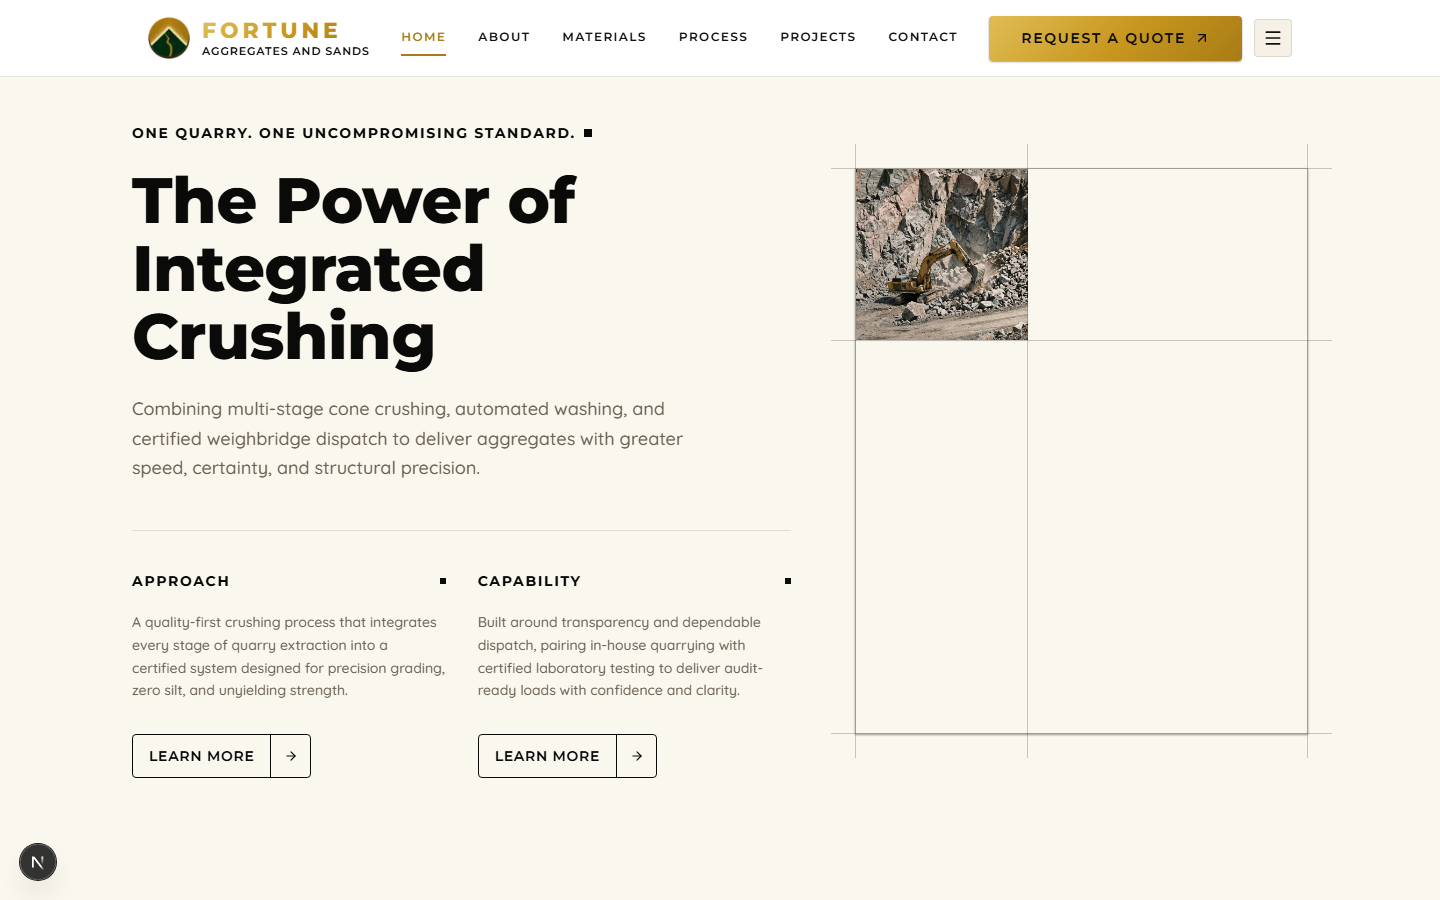 FORTUNE
AGGREGATES AND SANDS
HOME
ABOUT
MATERIALS
PROCESS
PROJECTS
CONTACT
REQUEST A QUOTE
ONE QUARRY. ONE UNCOMPROMISING STANDARD.
The Power of
Integrated
Crushing
Combining multi-stage cone crushing, automated washing, and
certified weighbridge dispatch to deliver aggregates with greater
speed, certainty, and structural precision.
APPROACH
A quality-first crushing process that integrates
every stage of quarry extraction into a
certified system designed for precision grading,
zero silt, and unyielding strength.
LEARN MORE
CAPABILITY
Built around transparency and dependable
dispatch, pairing in-house quarrying with
certified laboratory testing to deliver audit-
ready loads with confidence and clarity.
LEARN MORE
N